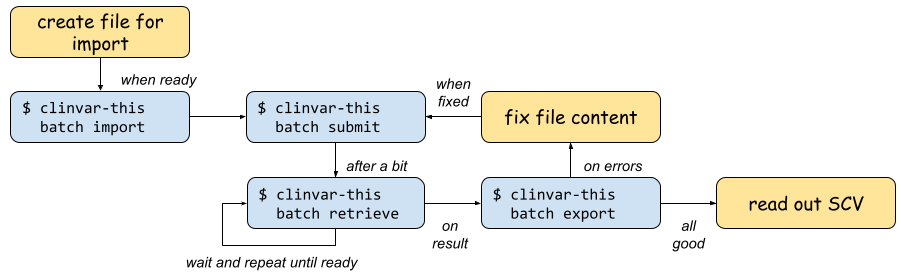 create file for
import
when ready
$ clinvar-this
batch import
$ clinvar-this
batch submit
when
fixed
fix file content
after a bit
on errors
$ clinvar-this
batch retrieve
on
result
$ clinvar-this
batch export
all
good
read out SCV
wait and repeat until ready